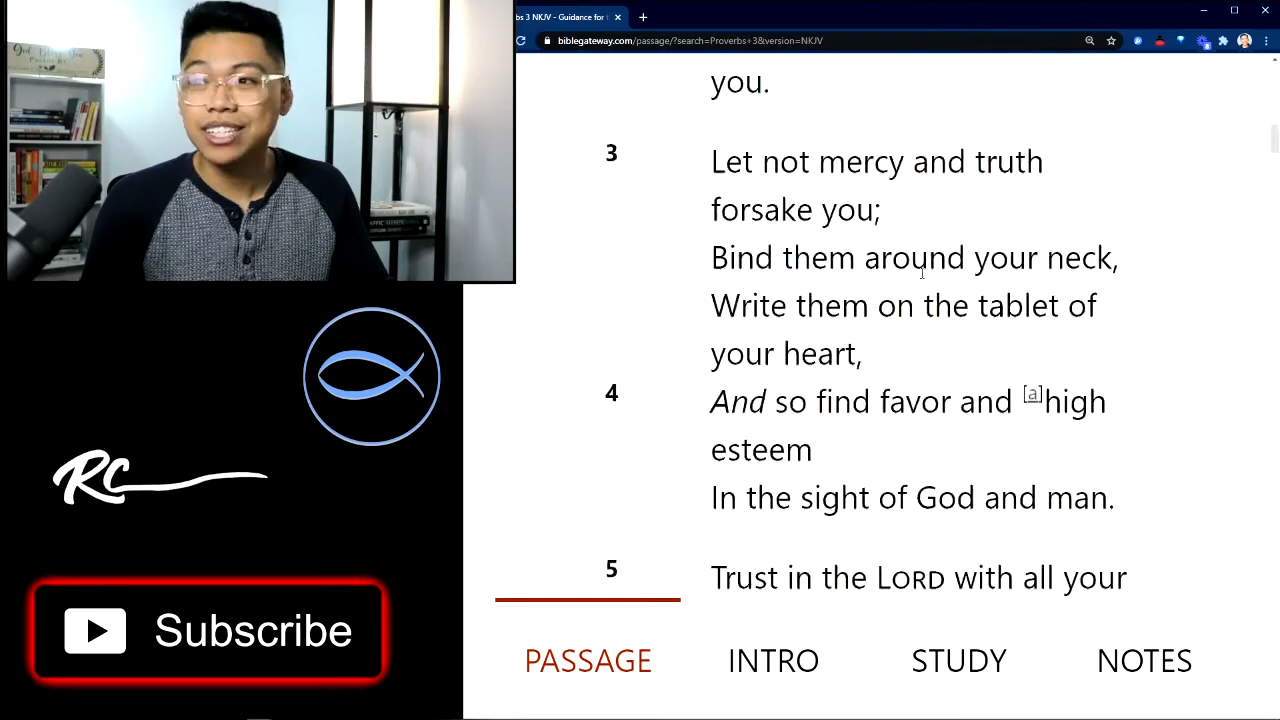 bs 3 NKJV - Guidance for
biblegateway.com/passage/?search=Proverbs+3&version=NKJV
you.
3 Let not mercy and truth
forsake you;
Bind them around your neck,
Write them on the tablet of
your heart,
4 And so find favor and [a]high
esteem
In the sight of God and man.
5 Trust in the LORD with all your
PASSAGE INTRO STUDY NOTES
RC
Subscribe